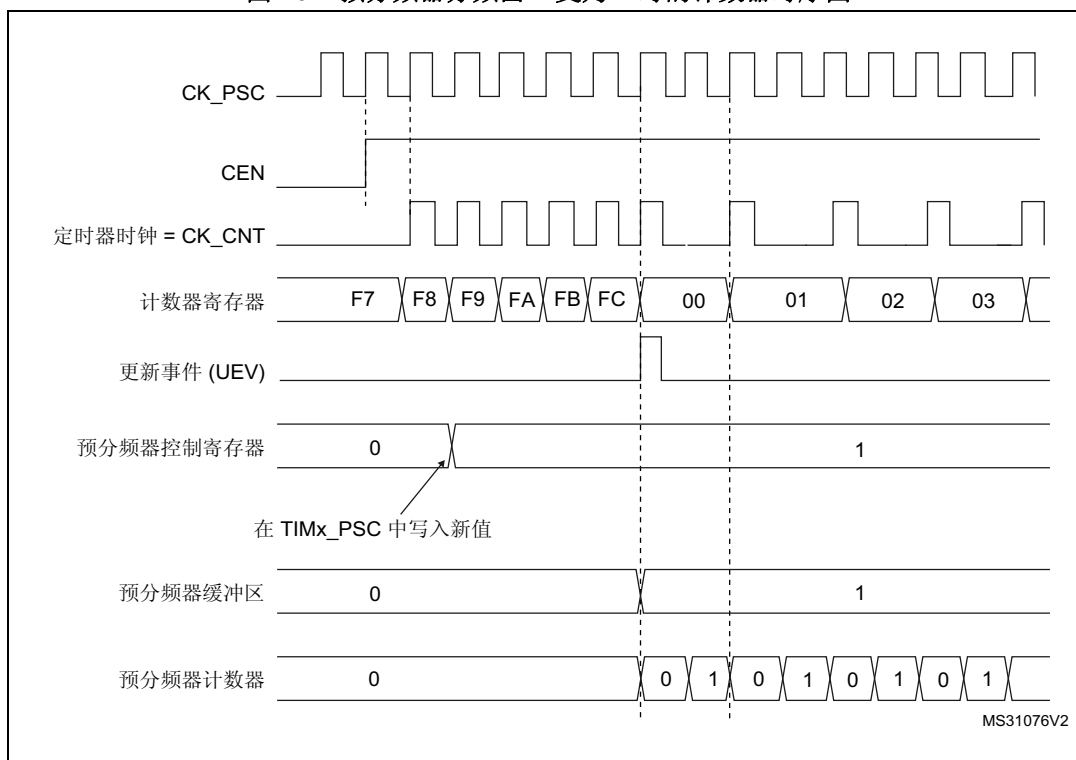 CK_PSC
CEN
定时器时钟 = CK_CNT
计数器寄存器 F7 F8 F9 FA FB FC 00 01 02 03
更新事件 (UEV)
预分频器控制寄存器 0 1
在 TIMx_PSC 中写入新值
预分频器缓冲区 0 1
预分频器计数器 0 0 1 0 1 0 1 0 1
MS31076V2